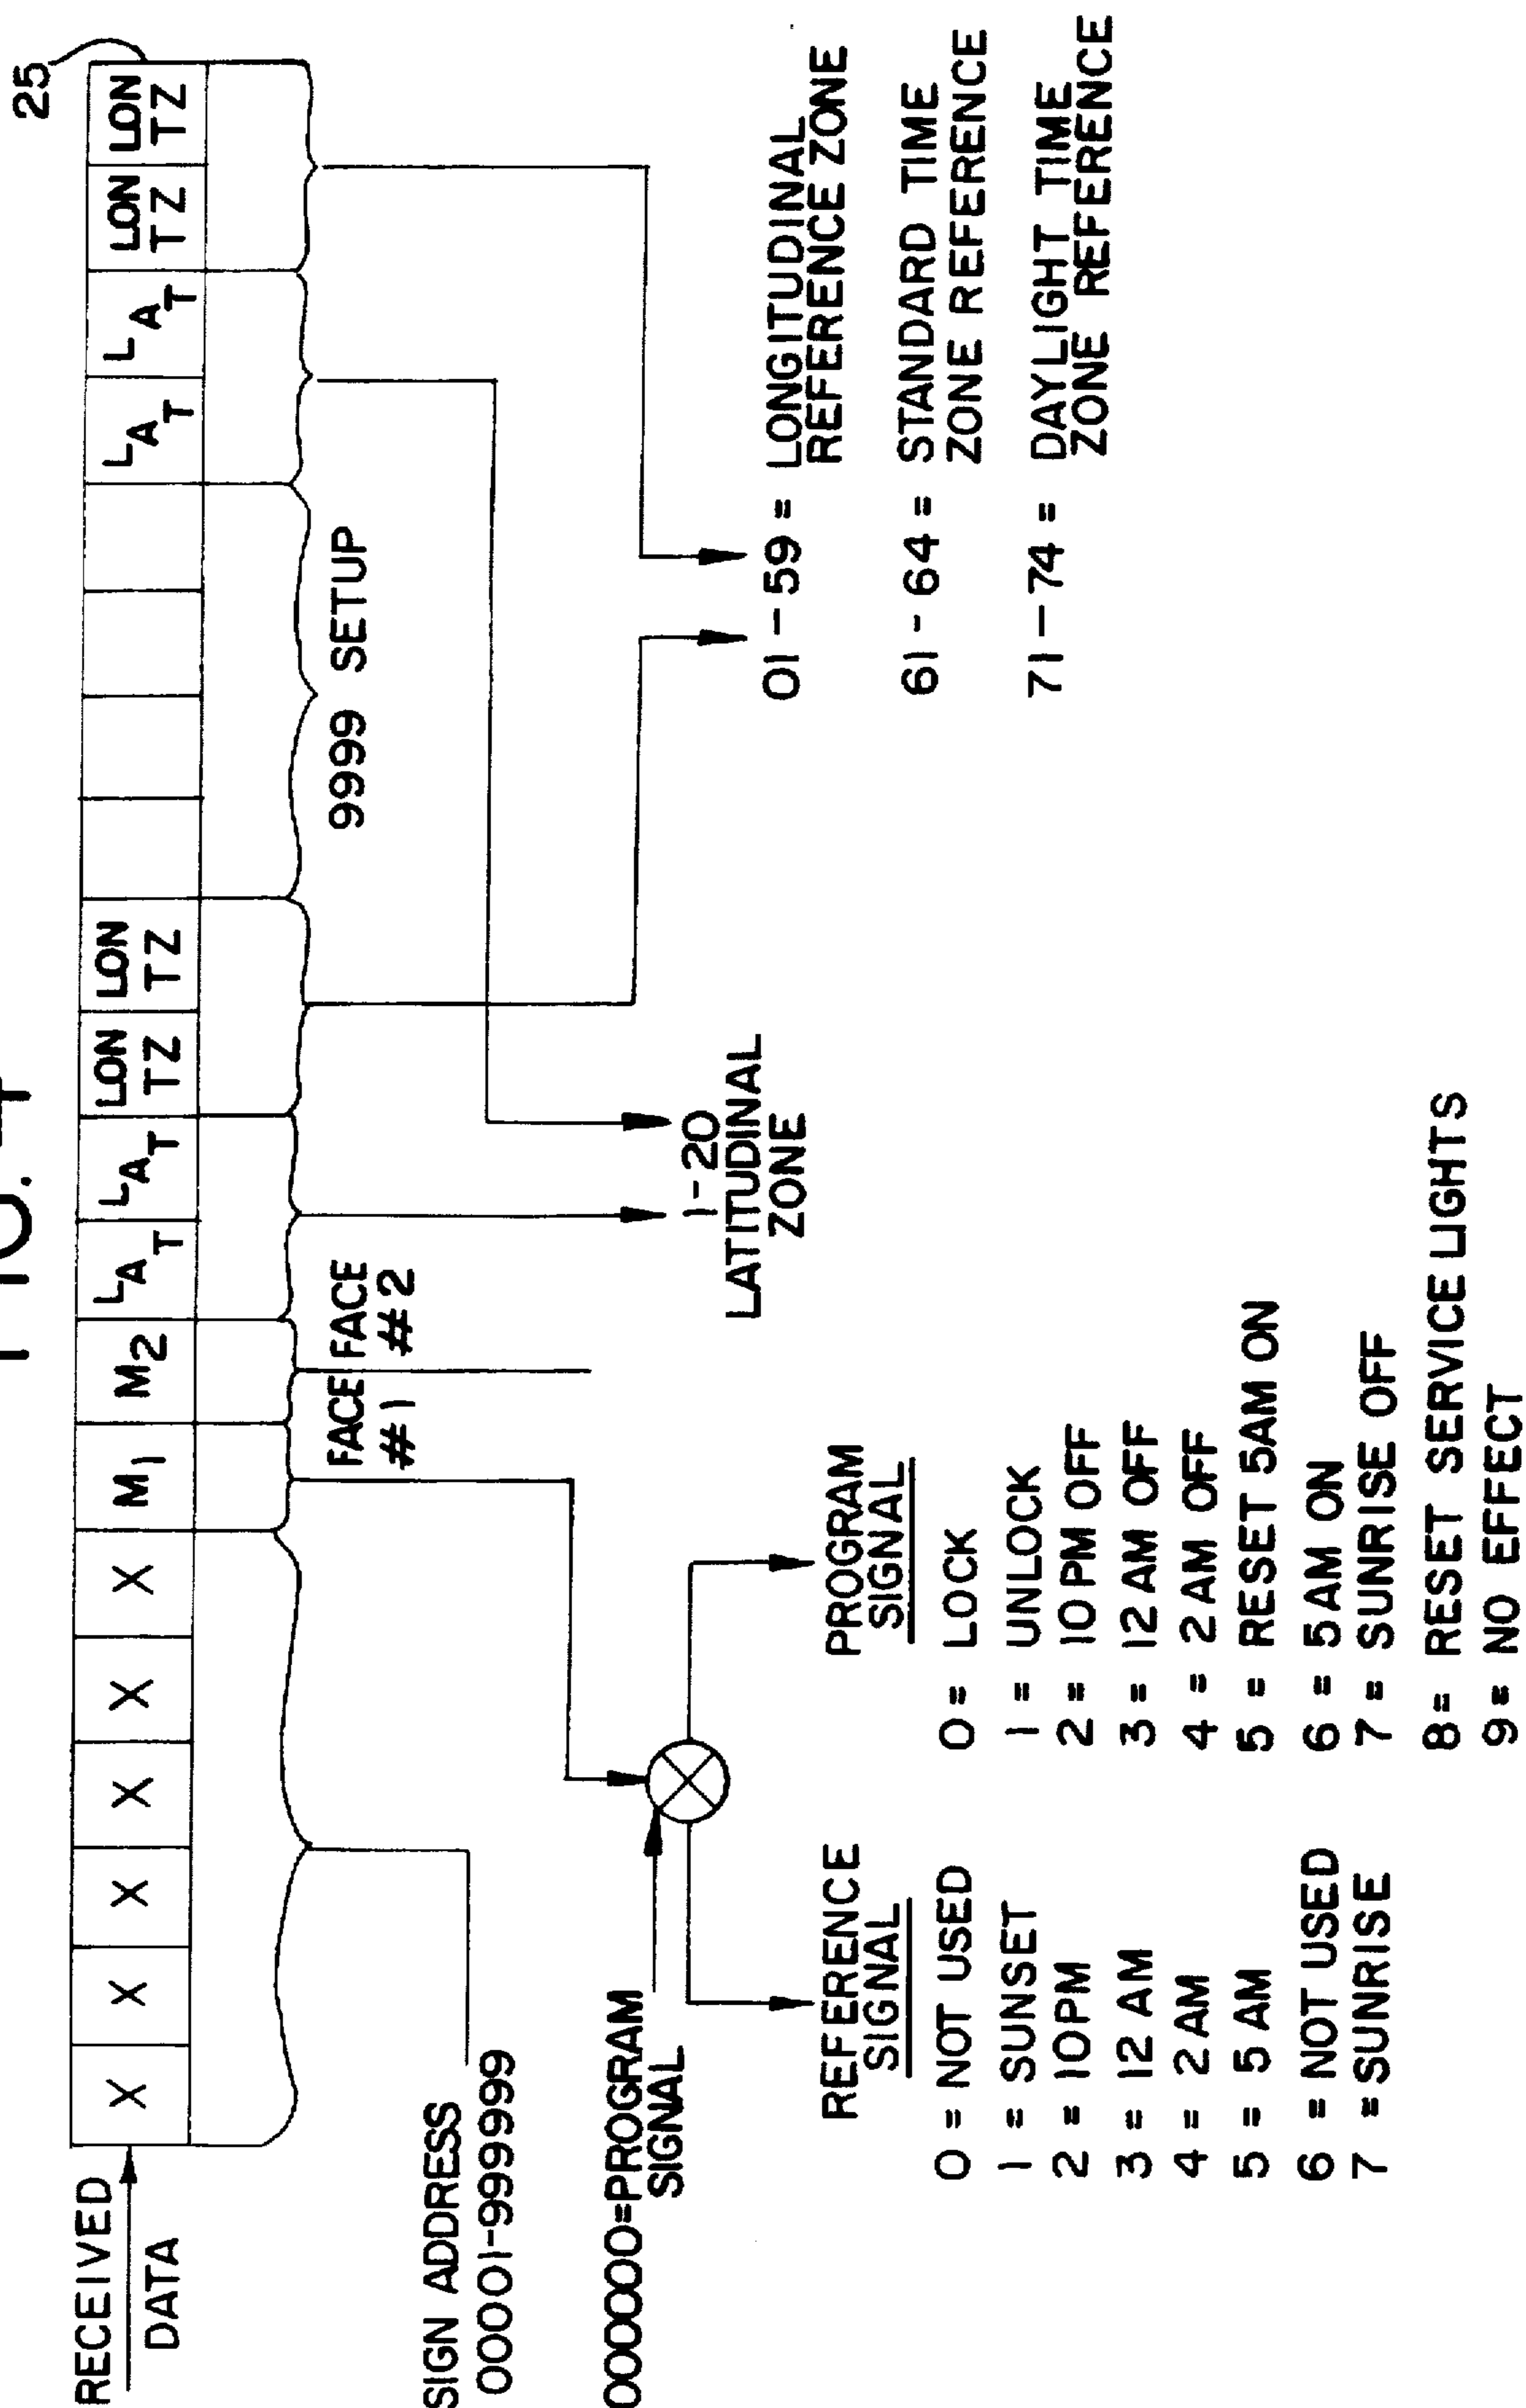 FIG. 4
25
RECEIVED
DATA
X X X X X X M1 M2 LAT LAT LON TZ LON TZ LAT LAT LON TZ LON TZ
SIGN ADDRESS
00001-999999
FACE #1
FACE #2
9999 SETUP
000000=PROGRAM
SIGNAL
1-20
LATITUDINAL
ZONE
01-59 = LONGITUDINAL
REFERENCE ZONE
61-64 = STANDARD TIME
ZONE REFERENCE
71-74 = DAYLIGHT TIME
ZONE REFERENCE
REFERENCE
SIGNAL
0 = NOT USED
1 = SUNSET
2 = 10PM
3 = 12 AM
4 = 2 AM
5 = 5 AM
6 = NOT USED
7 = SUNRISE
PROGRAM
SIGNAL
0 = LOCK
1 = UNLOCK
2 = 10 PM OFF
3 = 12 AM OFF
4 = 2 AM OFF
5 = RESET 5AM ON
6 = 5AM ON
7 = SUNRISE OFF
8 = RESET SERVICE LIGHTS
9 = NO EFFECT